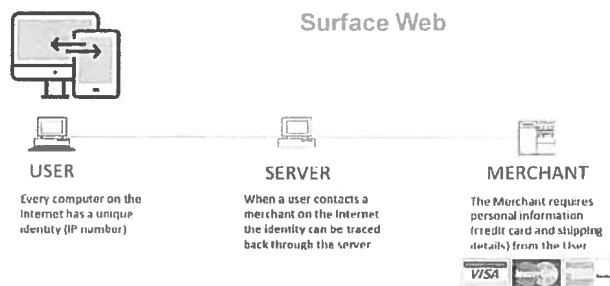 Surface Web
USER
Every computer on the
Internet has a unique
identity (IP number)
SERVER
When a user contacts a
merchant on the Internet
the identity can be traced
back through the server
MERCHANT
The Merchant requires
personal information
(credit card and shipping
details) from the User
VISA